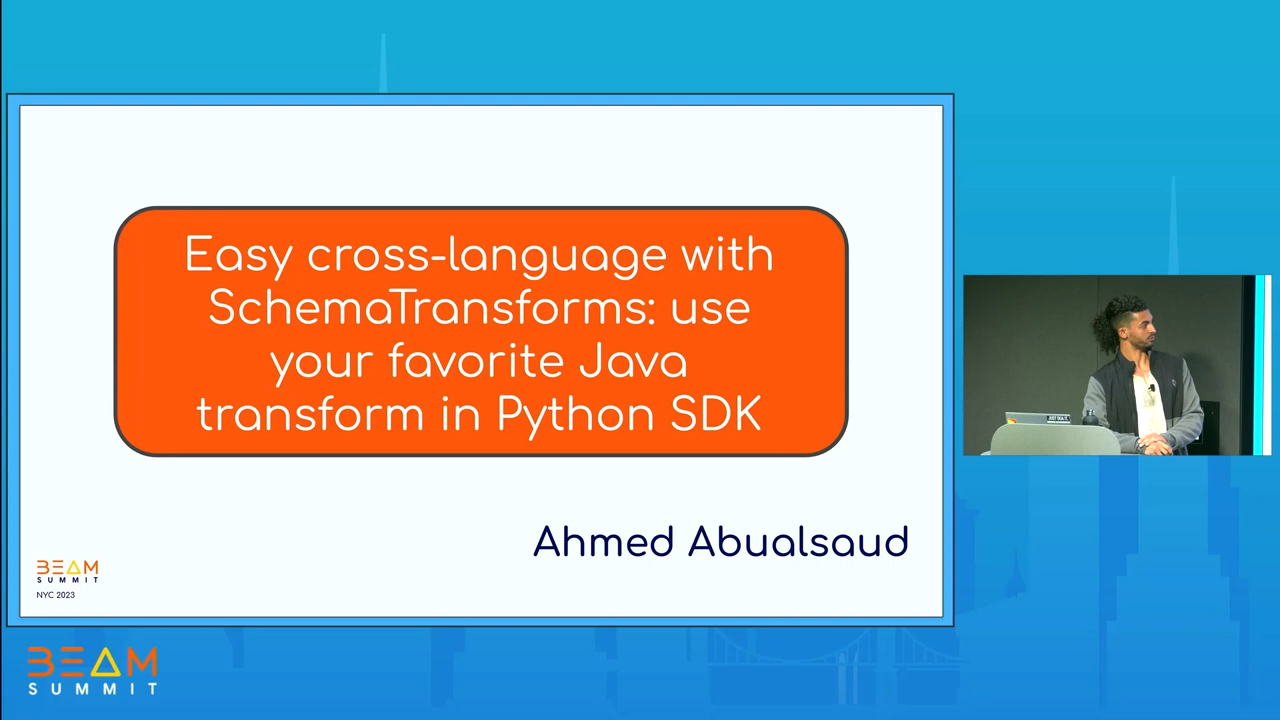 Easy cross-language with
SchemaTransforms: use
your favorite Java
transform in Python SDK
Ahmed Abualsaud
BEAM
SUMMIT
NYC 2023
BEAM
SUMMIT